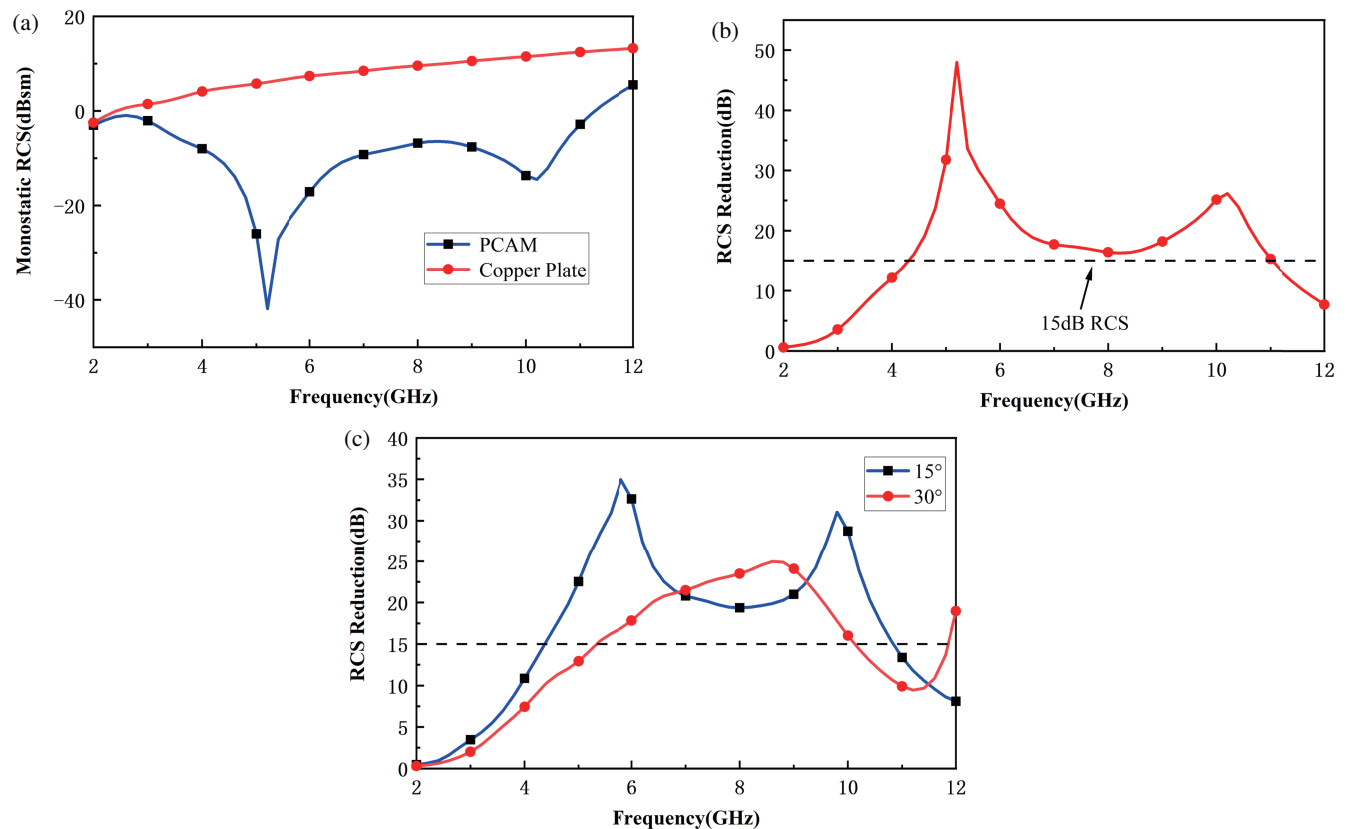 (a)
20
0
−20
−40
Monostatic RCS(dBsm)
PCAM
Copper Plate
2 4 6 8 10 12
Frequency(GHz)
(b)
50
40
30
20
10
0
RCS Reduction(dB)
15dB RCS
2 4 6 8 10 12
Frequency(GHz)
(c)
40
35
30
25
20
15
10
5
0
RCS Reduction(dB)
15°
30°
2 4 6 8 10 12
Frequency(GHz)